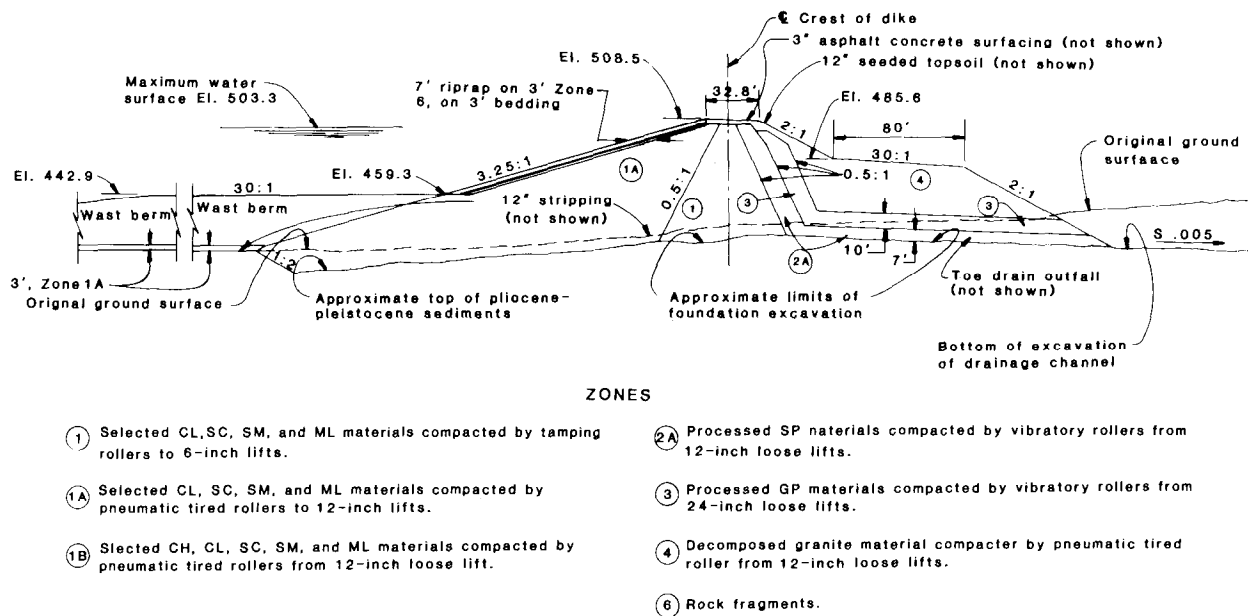 ℄ Crest of dike
3" asphalt concrete surfacing (not shown)
12" seeded topsoil (not shown)
El. 508.5
32.8'
El. 485.6
Maximum water
surface El. 503.3
7' riprap on 3' Zone
6, on 3' bedding
2:1
80'
Original ground
surfaace
El. 442.9
30:1
El. 459.3
3.25:1
1A
0.5:1
1
0.5:1
30:1
4
2:1
Wast berm
Wast berm
12" stripping
(not shown)
3
3
S .005
1:2
2A
10'
7'
3', Zone 1A
Orignal ground surface
Approximate top of pliocene-
pleistocene sediments
Approximate limits of
foundation excavation
Toe drain outfall
(not shown)
Bottom of excavation
of drainage channel
ZONES
1 Selected CL,SC, SM, and ML materials compacted by tamping
rollers to 6-inch lifts.
1A Selected CL, SC, SM, and ML materials compacted by
pneumatic tired rollers to 12-inch lifts.
1B Slected CH, CL, SC, SM, and ML materials compacted by
pneumatic tired rollers from 12-inch loose lift.
2A Processed SP naterials compacted by vibratory rollers from
12-inch loose lifts.
3 Processed GP materials compacted by vibratory rollers from
24-inch loose lifts.
4 Decomposed granite material compacter by pneumatic tired
roller from 12-inch loose lifts.
6 Rock fragments.